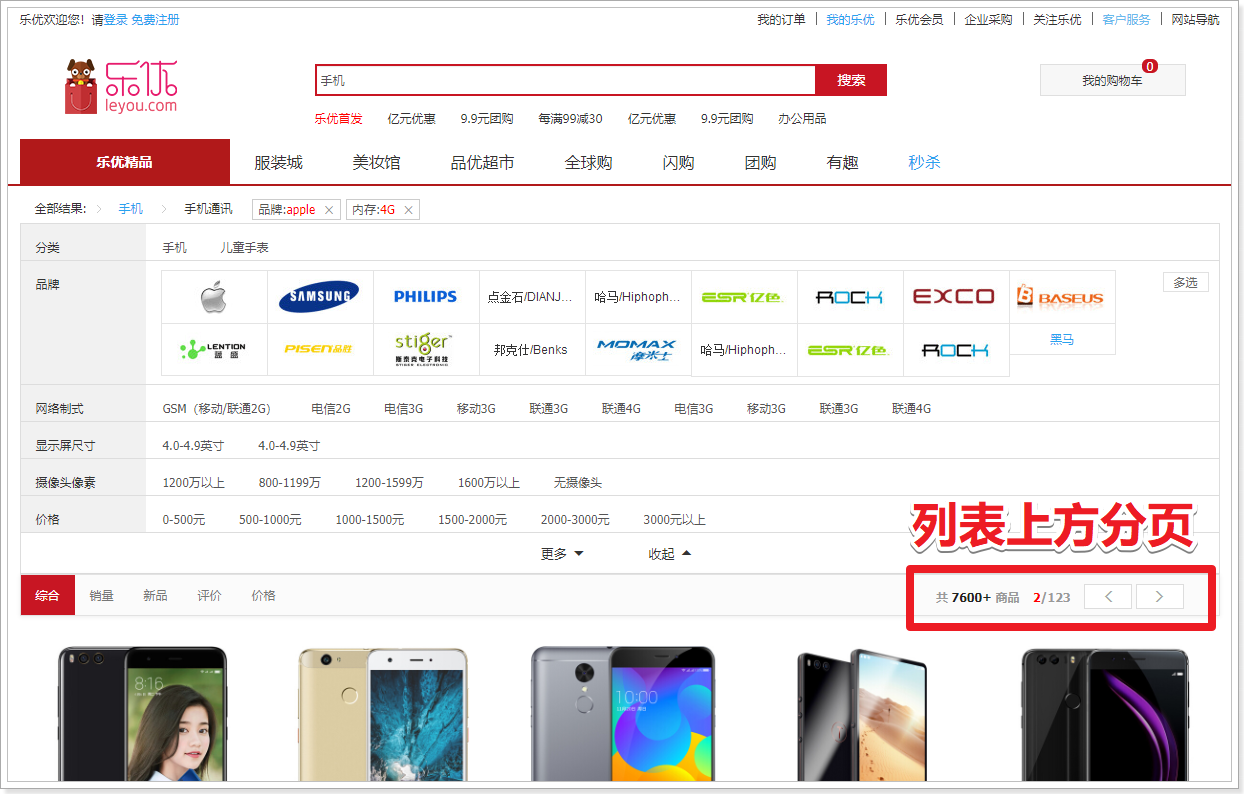 乐优欢迎您！请登录 免费注册
我的订单 我的乐优 乐优会员 企业采购 关注乐优 客户服务 网站导航
乐优
leyou.com
手机 搜索
0
我的购物车
乐优首发 亿元优惠 9.9元团购 每满99减30 亿元优惠 9.9元团购 办公用品
乐优精品 服装城 美妆馆 品优超市 全球购 闪购 团购 有趣 秒杀
全部结果: 手机 手机通讯 品牌:apple × 内存:4G ×
分类 手机 儿童手表
品牌 多选
SAMSUNG PHILIPS 点金石/DIANJ... 哈马/Hiphoph... ESR亿色 ROCK EXCO BASEUS
LENTION 蓝盛 PISEN品胜 stiger 斯泰克电子科技 STIGER ELECTRONIC 邦克仕/Benks MOMAX 摩米士 哈马/Hiphoph... ESR亿色 ROCK 黑马
网络制式 GSM（移动/联通2G） 电信2G 电信3G 移动3G 联通3G 联通4G 电信3G 移动3G 联通3G 联通4G
显示屏尺寸 4.0-4.9英寸 4.0-4.9英寸
摄像头像素 1200万以上 800-1199万 1200-1599万 1600万以上 无摄像头
价格 0-500元 500-1000元 1000-1500元 1500-2000元 2000-3000元 3000元以上
列表上方分页
更多 收起
综合 销量 新品 评价 价格 共 7600+ 商品 2/123 < >
8:16
10:00